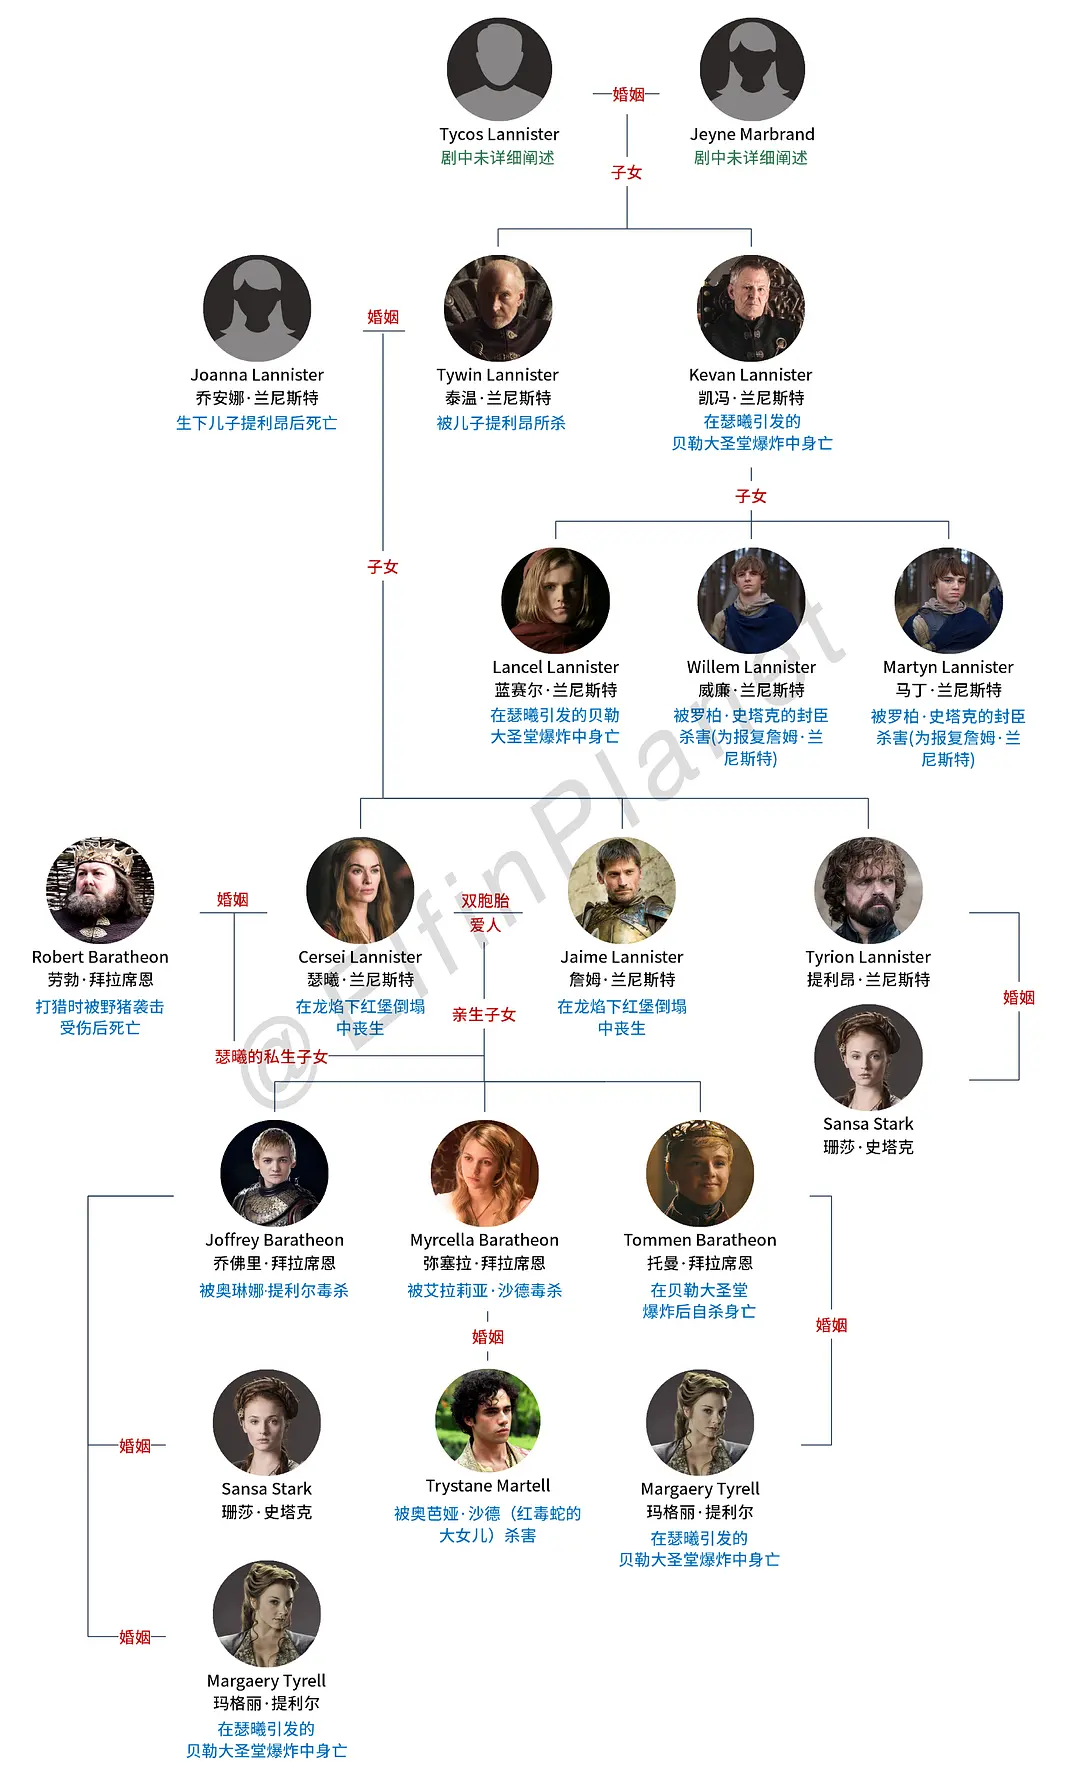 婚姻
Tycos Lannister
Jeyne Marbrand
剧中未详细阐述
剧中未详细阐述
子女
婚姻
Joanna Lannister
乔安娜·兰尼斯特
生下儿子提利昂后死亡
Tywin Lannister
泰温·兰尼斯特
被儿子提利昂所杀
Kevan Lannister
凯冯·兰尼斯特
在瑟曦引发的
贝勒大圣堂爆炸中身亡
子女
子女
Lancel Lannister
蓝赛尔·兰尼斯特
在瑟曦引发的贝勒
大圣堂爆炸中身亡
Willem Lannister
威廉·兰尼斯特
被罗柏·史塔克的封臣
杀害(为报复詹姆·兰
尼斯特)
Martyn Lannister
马丁·兰尼斯特
被罗柏·史塔克的封臣
杀害(为报复詹姆·兰
尼斯特)
@ElfinPlanet
婚姻
双胞胎
爱人
Robert Baratheon
劳勃·拜拉席恩
打猎时被野猪袭击
受伤后死亡
Cersei Lannister
瑟曦·兰尼斯特
在龙焰下红堡倒塌
中丧生
亲生子女
Jaime Lannister
詹姆·兰尼斯特
在龙焰下红堡倒塌
中丧生
Tyrion Lannister
提利昂·兰尼斯特
婚姻
瑟曦的私生子女
Sansa Stark
珊莎·史塔克
Joffrey Baratheon
乔佛里·拜拉席恩
被奥琳娜·提利尔毒杀
Myrcella Baratheon
弥塞拉·拜拉席恩
被艾拉莉亚·沙德毒杀
Tommen Baratheon
托曼·拜拉席恩
在贝勒大圣堂
爆炸后自杀身亡
婚姻
婚姻
婚姻
Sansa Stark
珊莎·史塔克
Trystane Martell
被奥芭娅·沙德（红毒蛇的
大女儿）杀害
Margaery Tyrell
玛格丽·提利尔
在瑟曦引发的
贝勒大圣堂爆炸中身亡
婚姻
Margaery Tyrell
玛格丽·提利尔
在瑟曦引发的
贝勒大圣堂爆炸中身亡